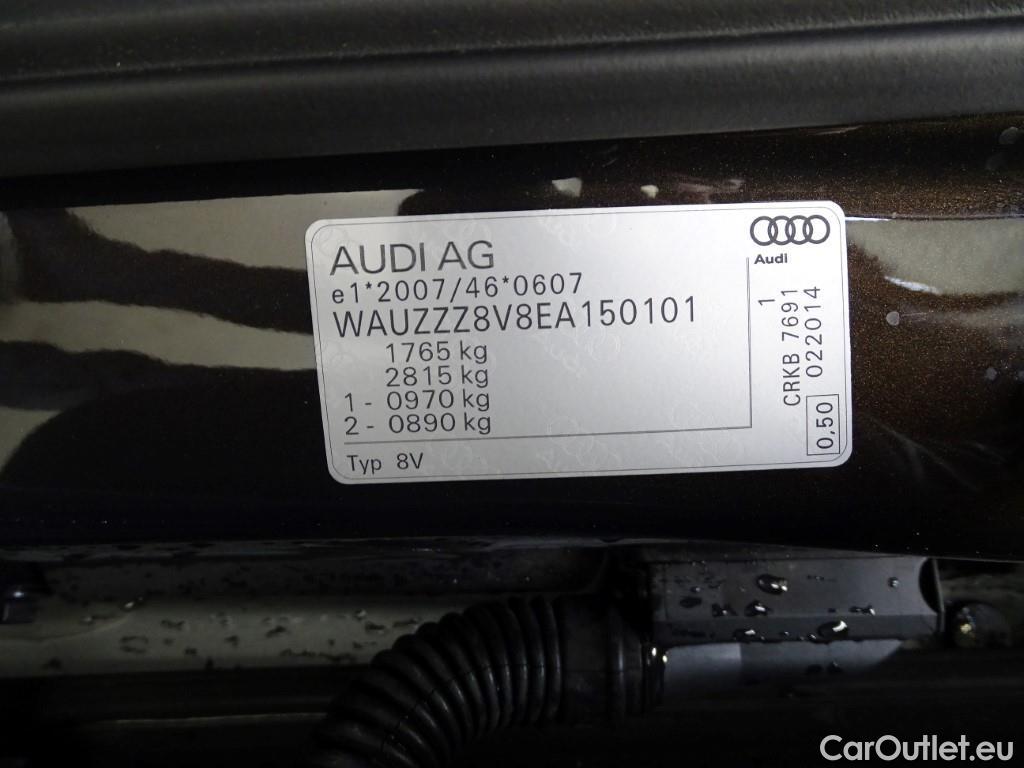 AUDI AG
e1*2007/46*0607
WAUZZZ8V8EA150101
1765 kg
2815 kg
1 - 0970 kg
2 - 0890 kg
Typ 8V
Audi
CRKB 7691 1
022014
0,50
CarOutlet.eu